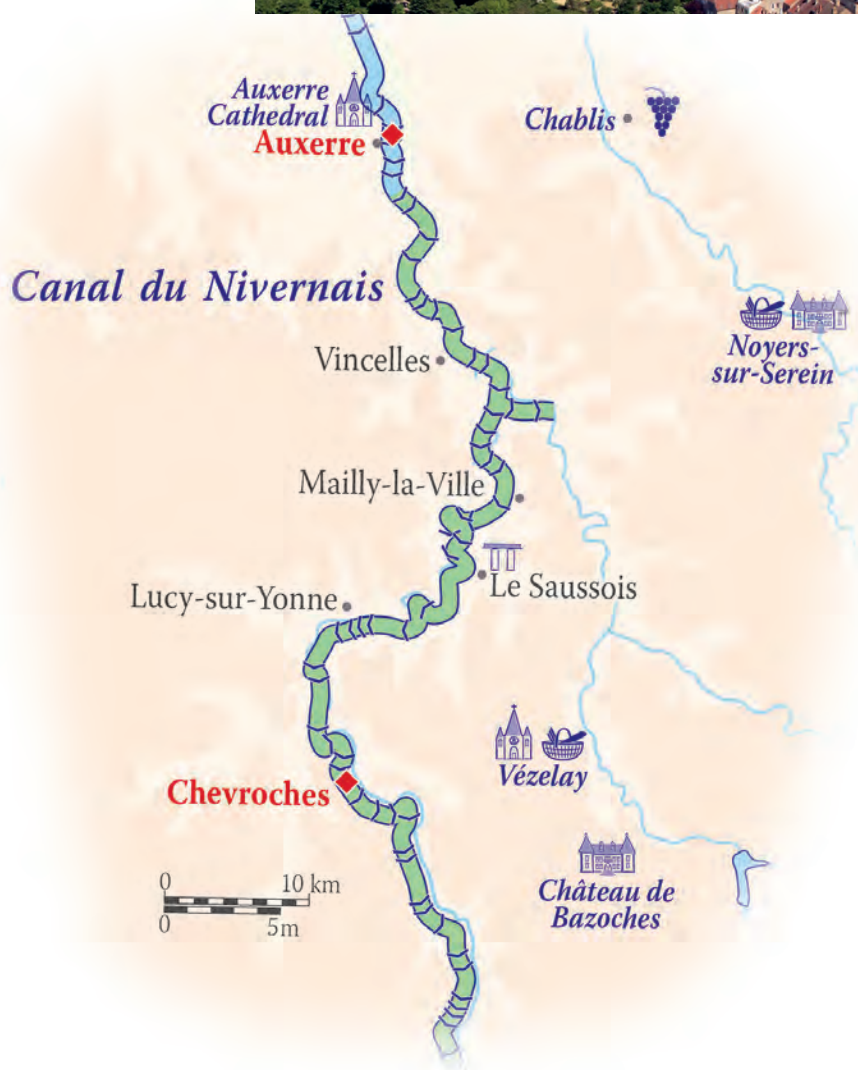 Auxerre
Cathedral
Auxerre
Chablis
Canal du Nivernais
Noyers-
sur-Serein
Vincelles
Mailly-la-Ville
Le Saussois
Lucy-sur-Yonne
Vézelay
Chevroches
Château de
Bazoches
0 10 km
0 5m